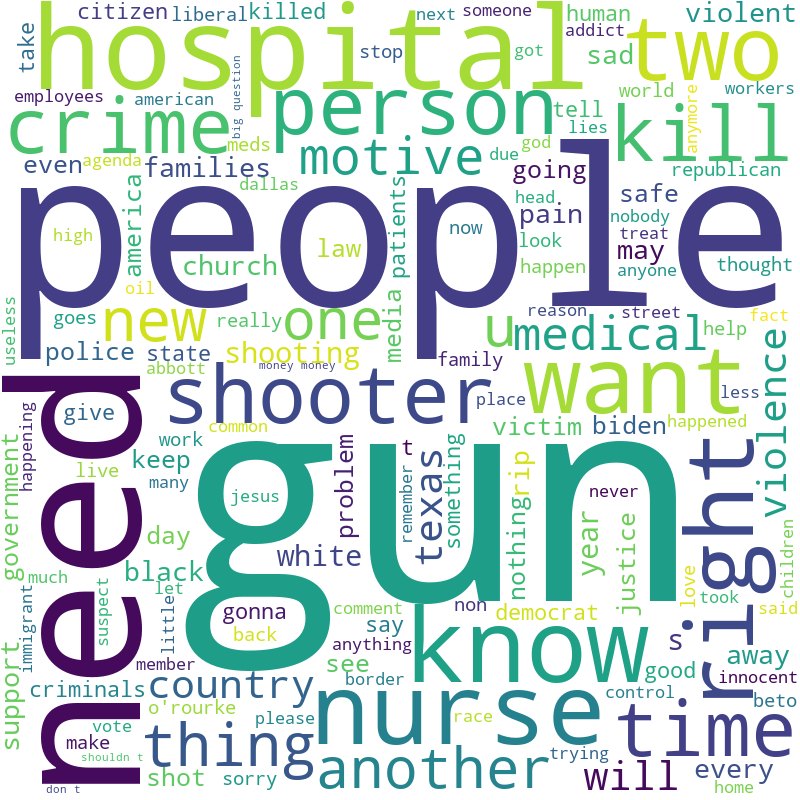 citizen liberal killed next someone human violent
take hospital stop got addict sad two
employees american big question person tell world workers
crime meds god lies kill anymore
even agenda families motive due going safe republican
dallas patients head pain nobody
people
high america church law now look may treat thought
useless oil media happen anyone
goes new really one u reason street medical help fact
police state shooting family
abbott money money place less
need shooter want
happening give common victim biden happened violence
work
government keep live problem t texas something never right
many jesus gun remember rip
day white nothing year justice children
black let
much suspect gonna comment non democrat love took
immigrant little back say know s said
support member anything see good away
criminals country border nurse control innocent
o'rourke please race beto
vote thing time
make shouldn t another trying every
shot sorry will home
don t